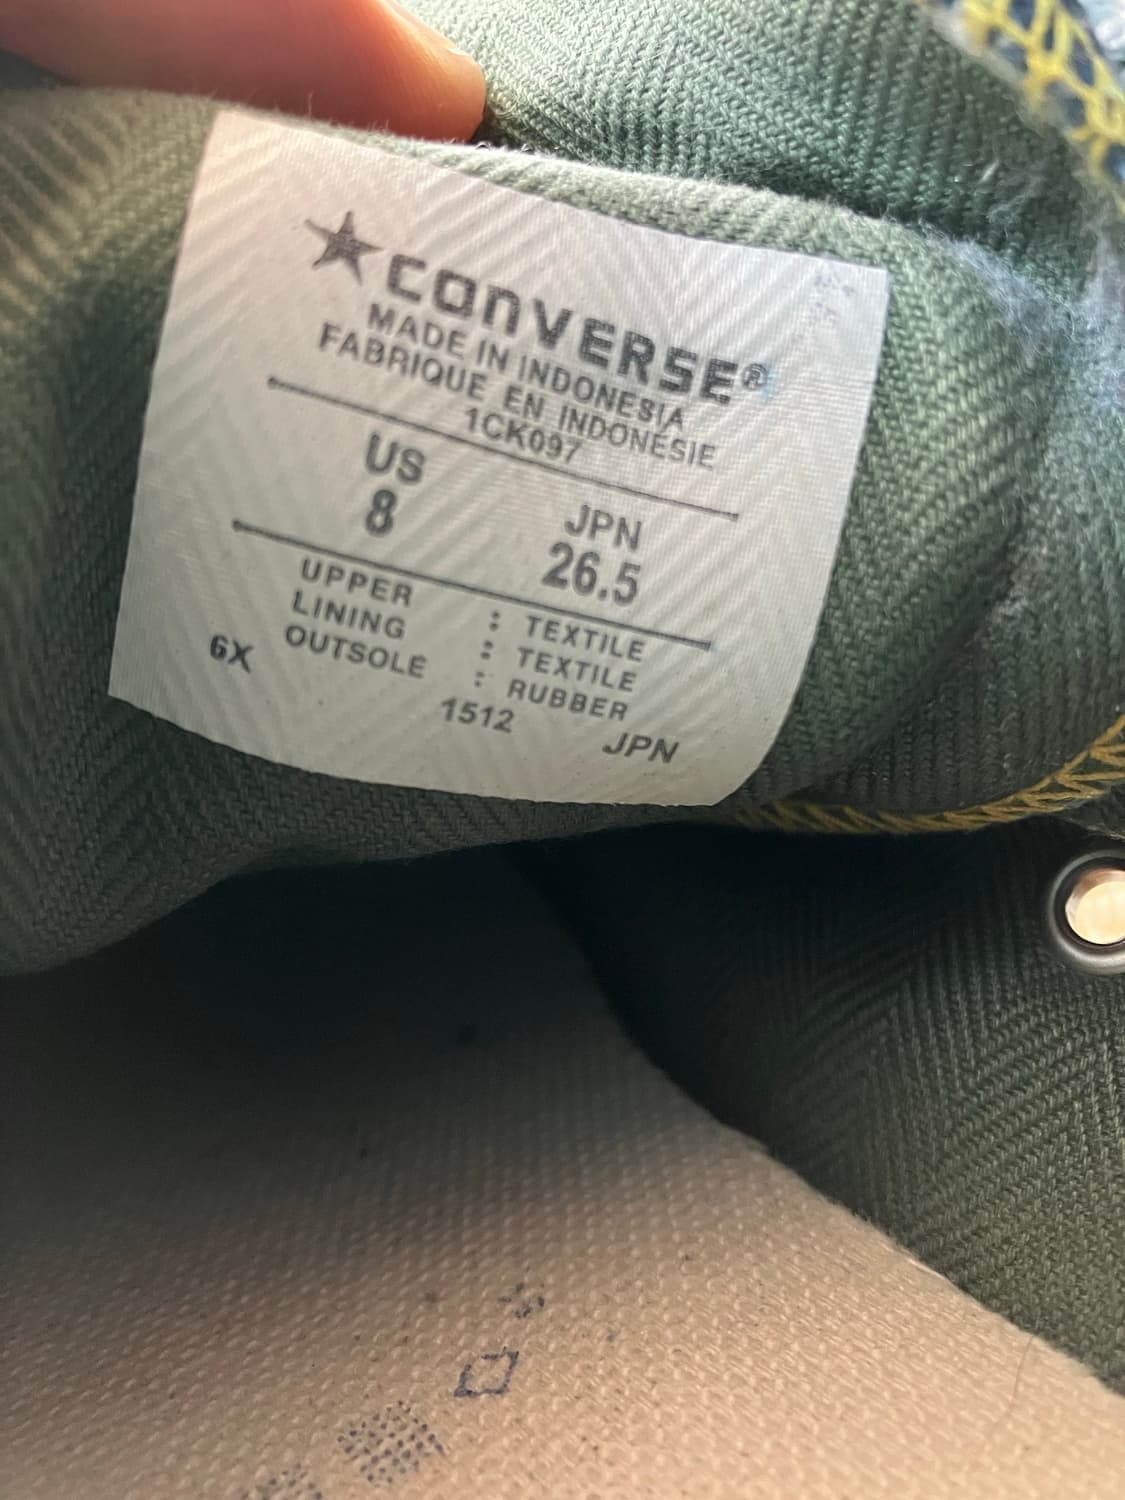 CONVERSE®
MADE IN INDONESIA
FABRIQUE EN INDONESIE
1CK097
US JPN
8 26.5
UPPER : TEXTILE
LINING : TEXTILE
OUTSOLE : RUBBER
6X 1512 JPN